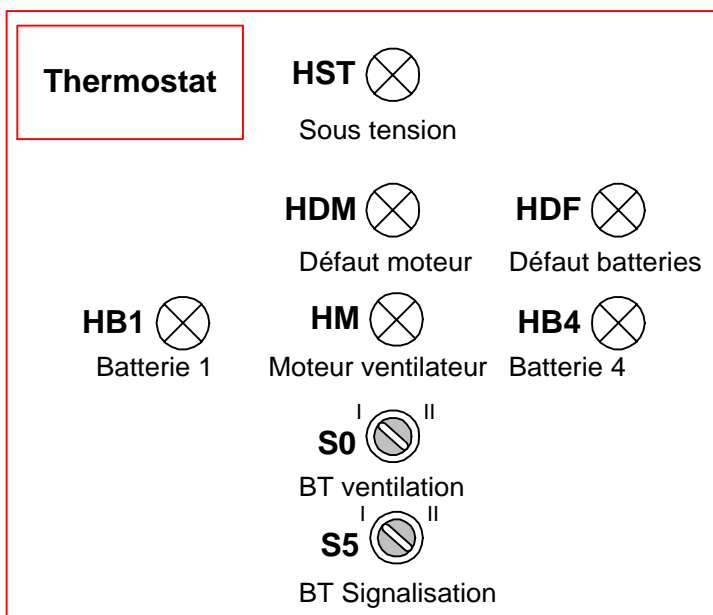 Thermostat HST
Sous tension
HDM HDF
Défaut moteur Défaut batteries
HB1 HM HB4
Batterie 1 Moteur ventilateur Batterie 4
I II
S0
BT ventilation
I II
S5
BT Signalisation